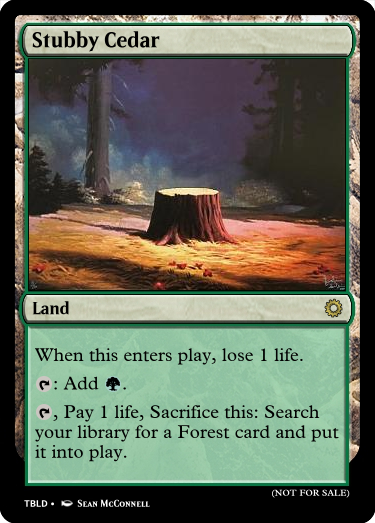 Stubby Cedar
Land
When this enters play, lose 1 life.
: Add .
, Pay 1 life, Sacrifice this: Search
your library for a Forest card and put
it into play.
(NOT FOR SALE)
TBLD • Sean McConnell